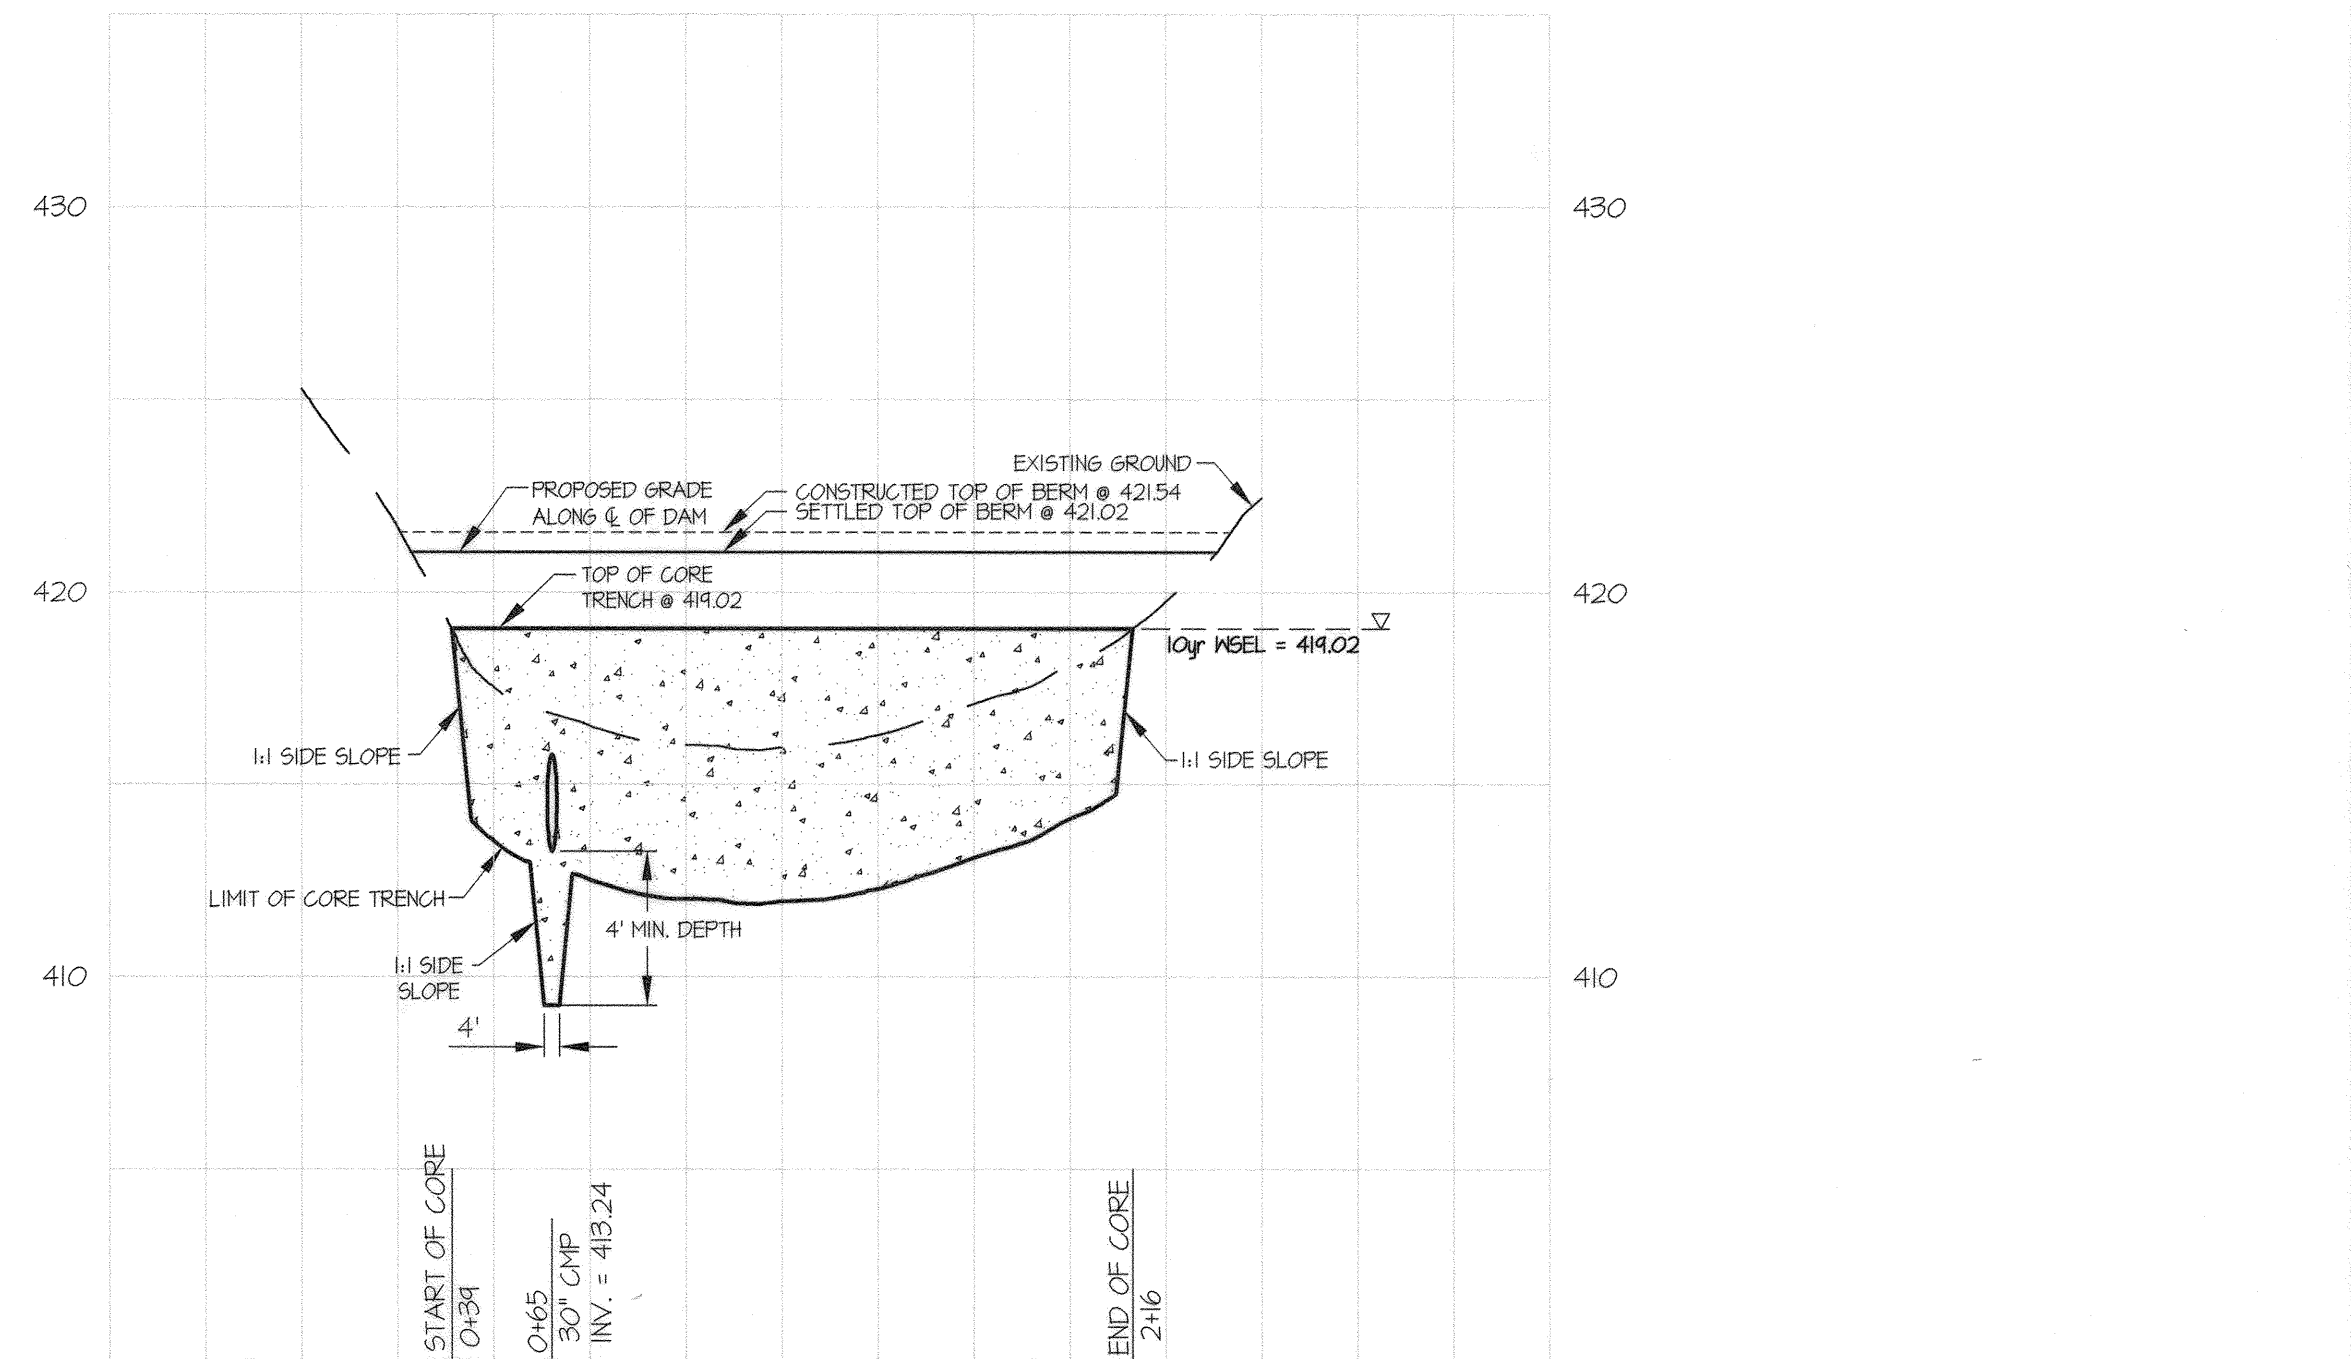 430
430
EXISTING GROUND
PROPOSED GRADE
ALONG ℄ OF DAM
CONSTRUCTED TOP OF BERM @ 421.54
SETTLED TOP OF BERM @ 421.02
TOP OF CORE
TRENCH @ 419.02
420
420
10yr WSEL = 419.02
1:1 SIDE SLOPE
1:1 SIDE SLOPE
LIMIT OF CORE TRENCH
4' MIN. DEPTH
1:1 SIDE
SLOPE
410
410
4'
START OF CORE
0+39
0+65
30" CMP
INV. = 413.24
END OF CORE
2+16